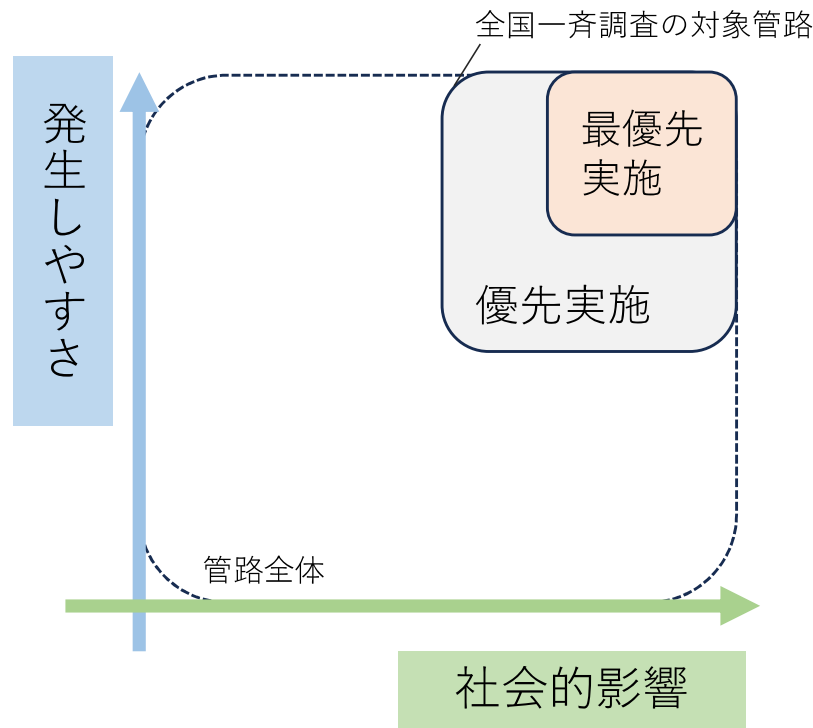 全国一斉調査の対象管路
発生しやすさ
最優先
実施
優先実施
管路全体
社会的影響